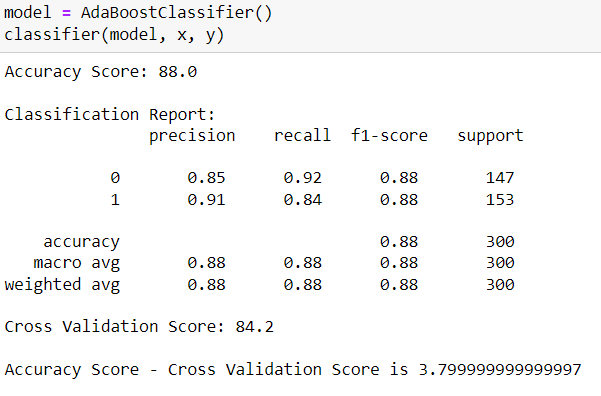 model = AdaBoostClassifier()
classifier(model, x, y)
Accuracy Score: 88.0
Classification Report:
precision recall f1-score support
0 0.85 0.92 0.88 147
1 0.91 0.84 0.88 153
accuracy 0.88 300
macro avg 0.88 0.88 0.88 300
weighted avg 0.88 0.88 0.88 300
Cross Validation Score: 84.2
Accuracy Score - Cross Validation Score is 3.799999999999997